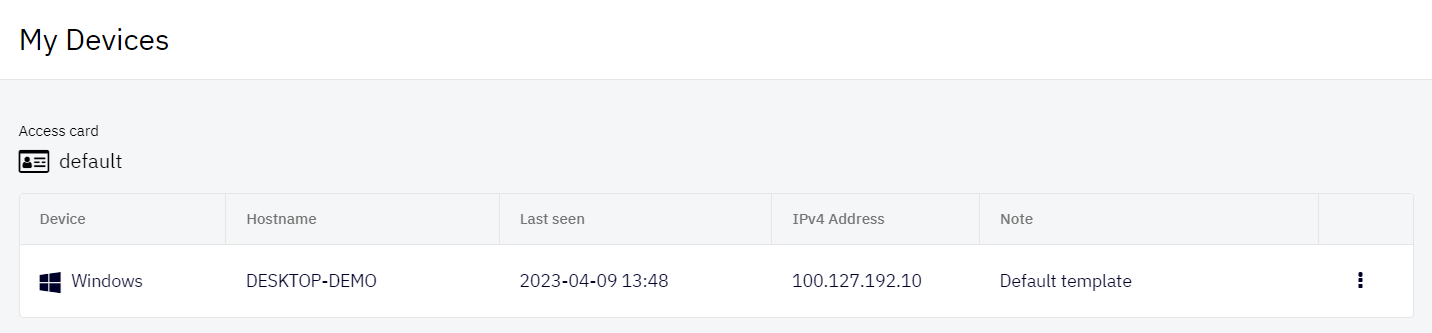 My Devices
Access card
default
Device Hostname Last seen IPv4 Address Note
Windows DESKTOP-DEMO 2023-04-09 13:48 100.127.192.10 Default template